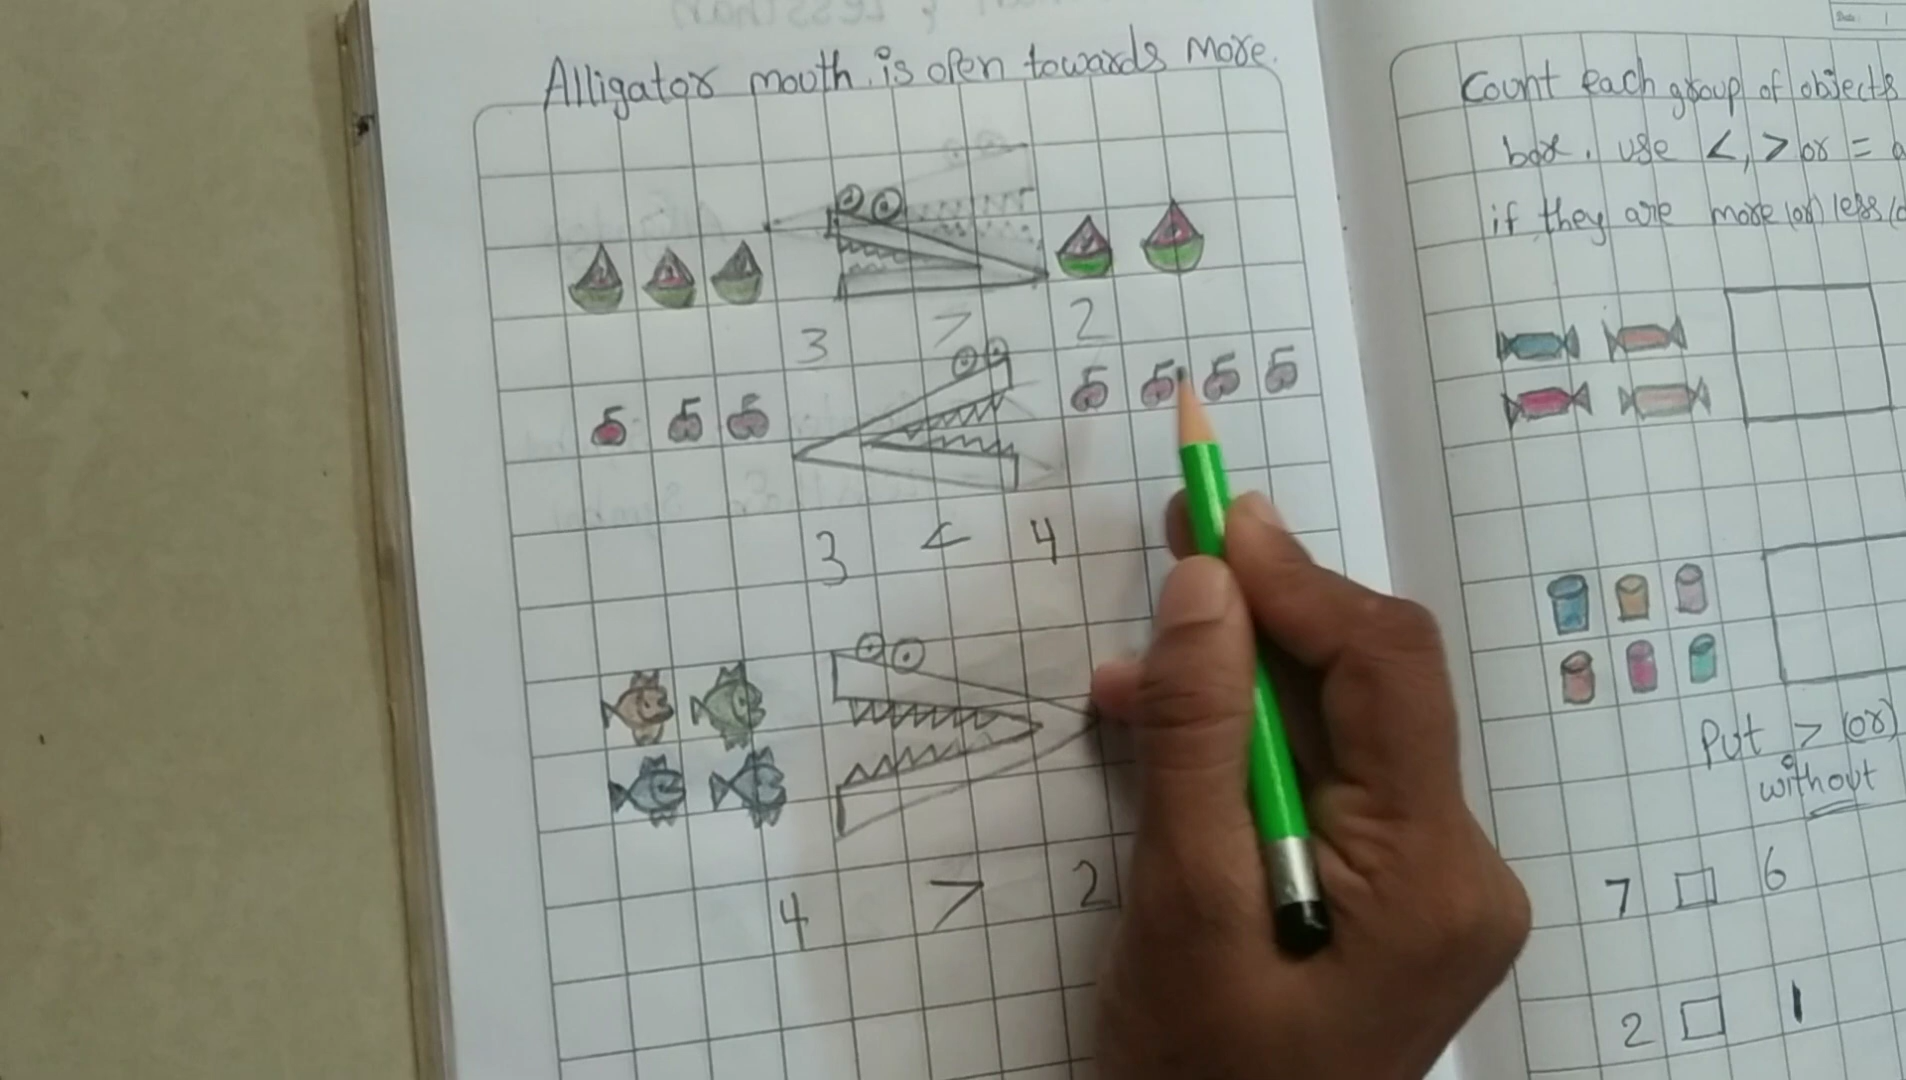 Alligator mouth is open towards more.
3 > 2
3 < 4
4 > 2
Date
Count each group of objects
box. use <, > or =
if they are more (or) less
Put > (or)
without
7 □ 6
2 □ 1